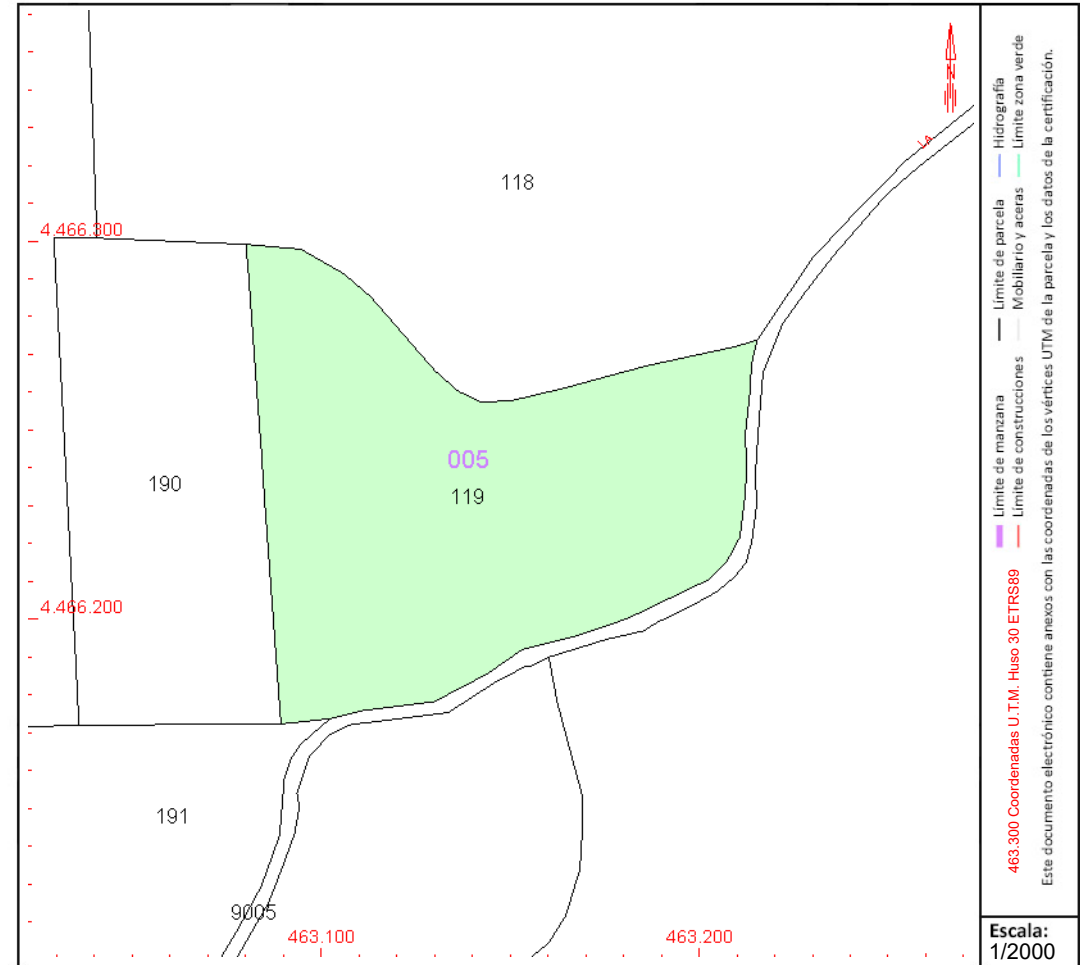 118
4.466.300
005
190
119
4.466.200
191
9005
463.100
463.200
LA
N
Límite de manzana
Límite de parcela
Hidrografía
463.300 Coordenadas U.T.M. Huso 30 ETRS89
Límite de construcciones
Mobiliario y aceras
Límite zona verde
Este documento electrónico contiene anexos con las coordenadas de los vértices UTM de la parcela y los datos de la certificación.
Escala:
1/2000